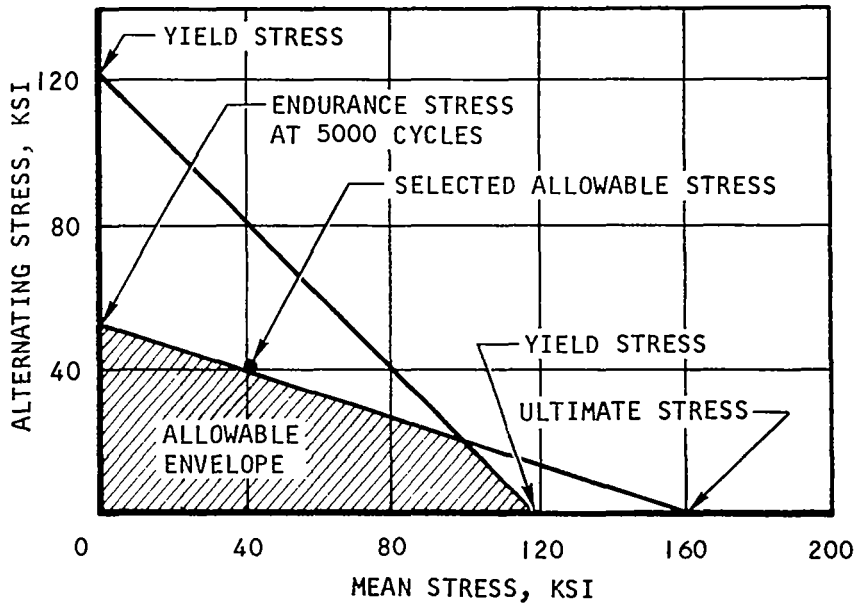 YIELD STRESS
120
ENDURANCE STRESS
AT 5000 CYCLES
SELECTED ALLOWABLE STRESS
80
ALTERNATING STRESS, KSI
YIELD STRESS
40
ULTIMATE STRESS
ALLOWABLE
ENVELOPE
0 40 80 120 160 200
MEAN STRESS, KSI